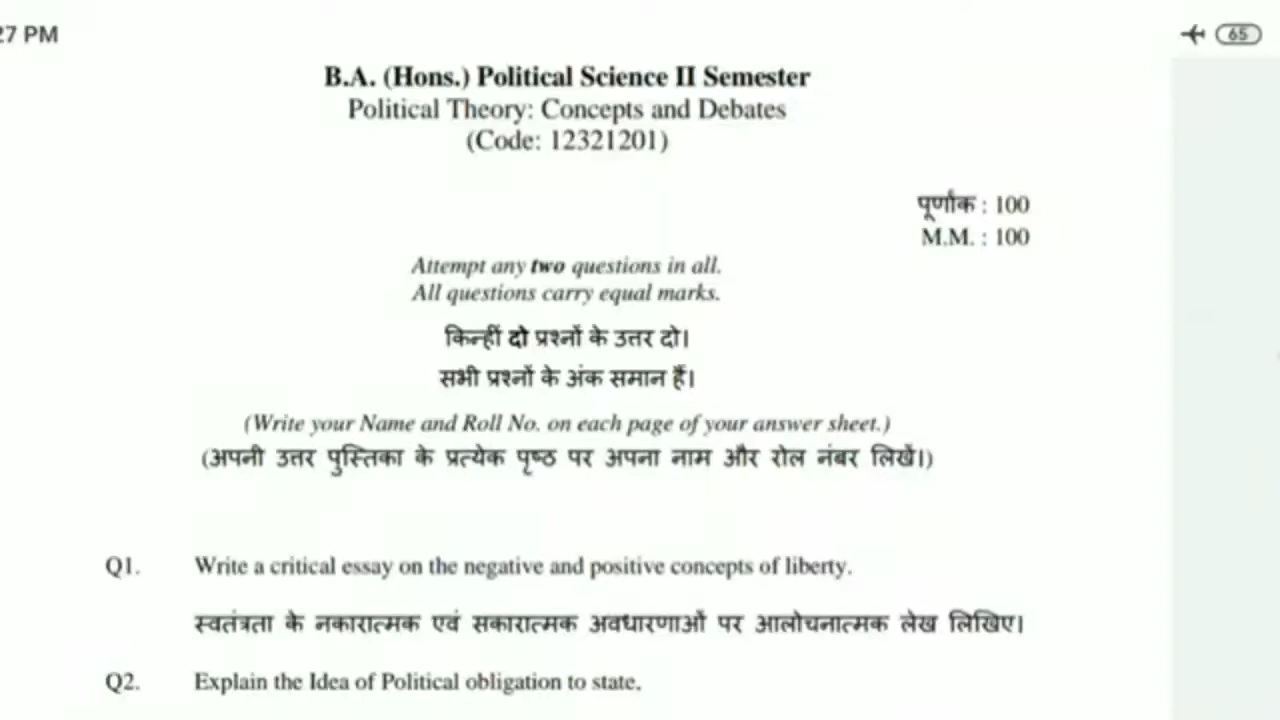 27 PM
65
B.A. (Hons.) Political Science II Semester
Political Theory: Concepts and Debates
(Code: 12321201)
पूर्णांक : 100
M.M. : 100
Attempt any two questions in all.
All questions carry equal marks.
किन्हीं दो प्रश्नों के उत्तर दो।
सभी प्रश्नों के अंक समान हैं।
(Write your Name and Roll No. on each page of your answer sheet.)
(अपनी उत्तर पुस्तिका के प्रत्येक पृष्ठ पर अपना नाम और रोल नंबर लिखें।)
Q1. Write a critical essay on the negative and positive concepts of liberty.
स्वतंत्रता के नकारात्मक एवं सकारात्मक अवधारणाओं पर आलोचनात्मक लेख लिखिए।
Q2. Explain the Idea of Political obligation to state.